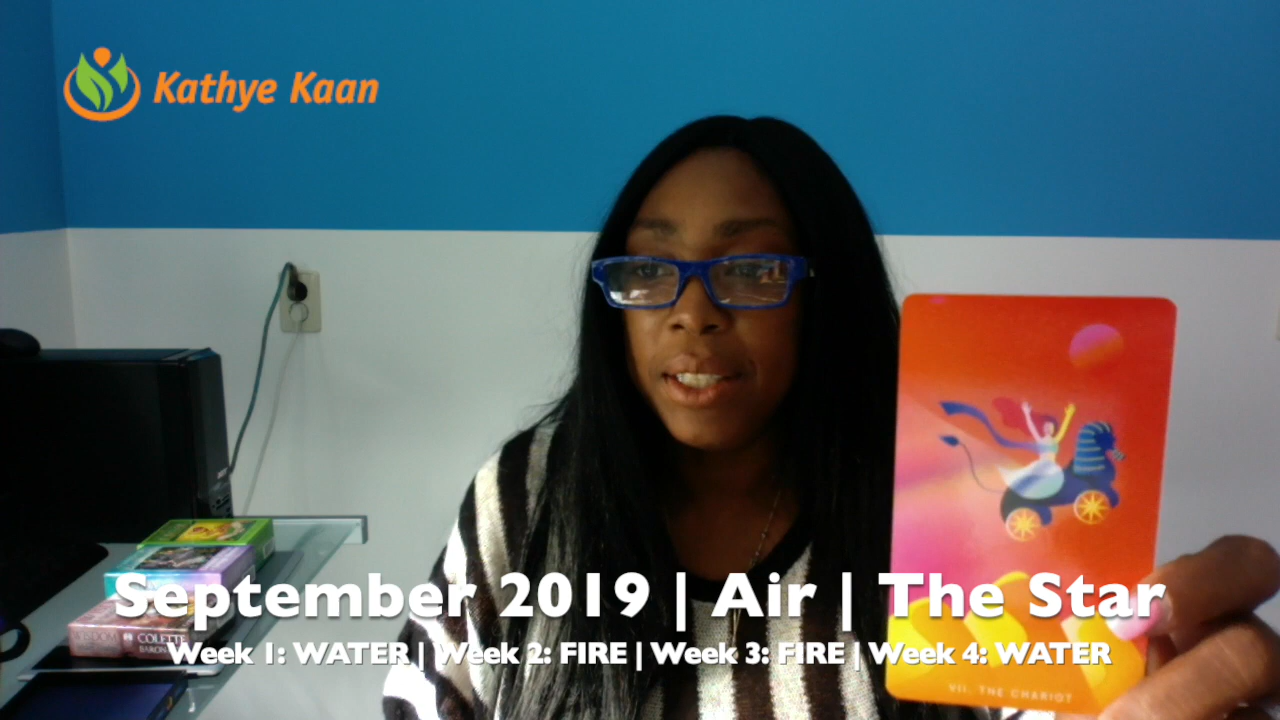 Kathye Kaan
September 2019 | Air | The Star
Week 1: WATER | Week 2: FIRE | Week 3: FIRE | Week 4: WATER
COLETTE
BARON
VII. THE CHARIOT